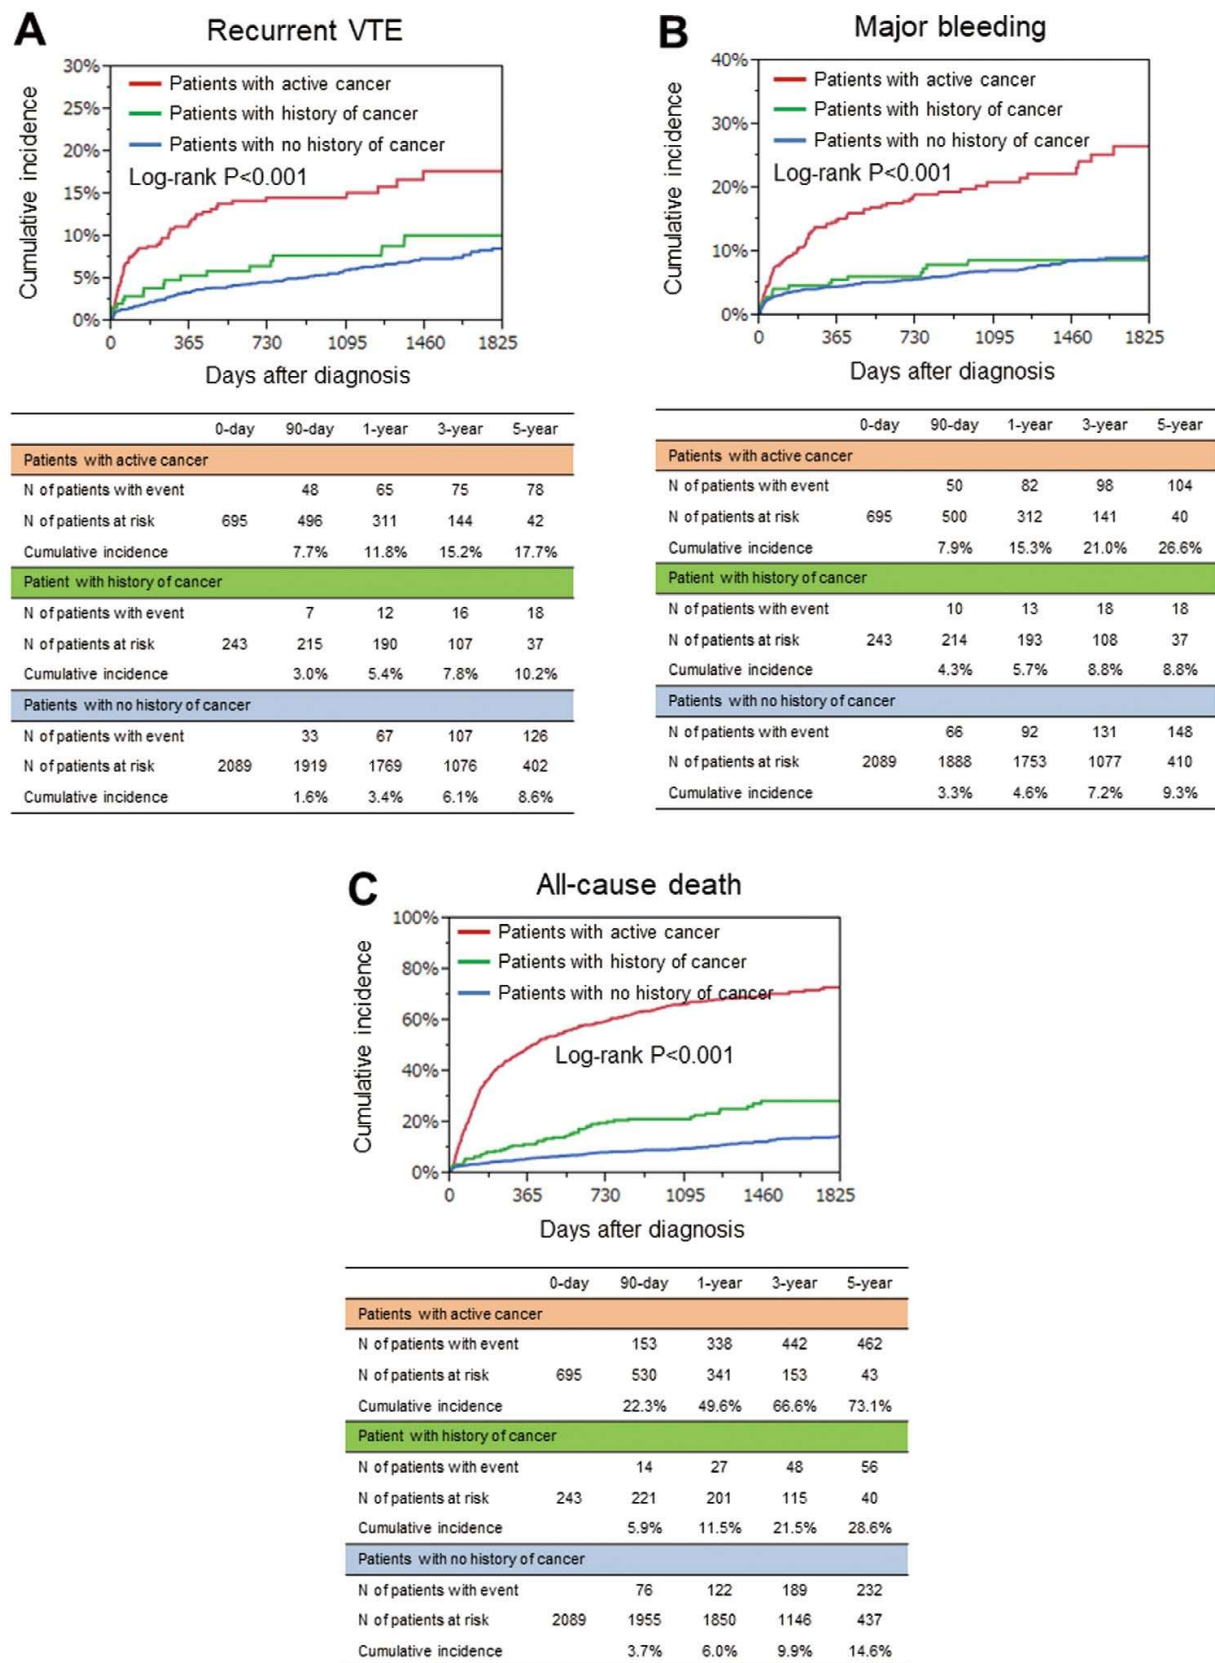 A
Recurrent VTE
30%
25%
20%
15%
10%
5%
0%
Cumulative incidence
Patients with active cancer
Patients with history of cancer
Patients with no history of cancer
Log-rank P<0.001
0 365 730 1095 1460 1825
Days after diagnosis
0-day 90-day 1-year 3-year 5-year
Patients with active cancer
N of patients with event 48 65 75 78
N of patients at risk 695 496 311 144 42
Cumulative incidence 7.7% 11.8% 15.2% 17.7%
Patient with history of cancer
N of patients with event 7 12 16 18
N of patients at risk 243 215 190 107 37
Cumulative incidence 3.0% 5.4% 7.8% 10.2%
Patients with no history of cancer
N of patients with event 33 67 107 126
N of patients at risk 2089 1919 1769 1076 402
Cumulative incidence 1.6% 3.4% 6.1% 8.6%
B
Major bleeding
40%
30%
20%
10%
0%
Cumulative incidence
Patients with active cancer
Patients with history of cancer
Patients with no history of cancer
Log-rank P<0.001
0 365 730 1095 1460 1825
Days after diagnosis
0-day 90-day 1-year 3-year 5-year
Patients with active cancer
N of patients with event 50 82 98 104
N of patients at risk 695 500 312 141 40
Cumulative incidence 7.9% 15.3% 21.0% 26.6%
Patient with history of cancer
N of patients with event 10 13 18 18
N of patients at risk 243 214 193 108 37
Cumulative incidence 4.3% 5.7% 8.8% 8.8%
Patients with no history of cancer
N of patients with event 66 92 131 148
N of patients at risk 2089 1888 1753 1077 410
Cumulative incidence 3.3% 4.6% 7.2% 9.3%
C
All-cause death
100%
80%
60%
40%
20%
0%
Cumulative incidence
Patients with active cancer
Patients with history of cancer
Patients with no history of cancer
Log-rank P<0.001
0 365 730 1095 1460 1825
Days after diagnosis
0-day 90-day 1-year 3-year 5-year
Patients with active cancer
N of patients with event 153 338 442 462
N of patients at risk 695 530 341 153 43
Cumulative incidence 22.3% 49.6% 66.6% 73.1%
Patient with history of cancer
N of patients with event 14 27 48 56
N of patients at risk 243 221 201 115 40
Cumulative incidence 5.9% 11.5% 21.5% 28.6%
Patients with no history of cancer
N of patients with event 76 122 189 232
N of patients at risk 2089 1955 1850 1146 437
Cumulative incidence 3.7% 6.0% 9.9% 14.6%